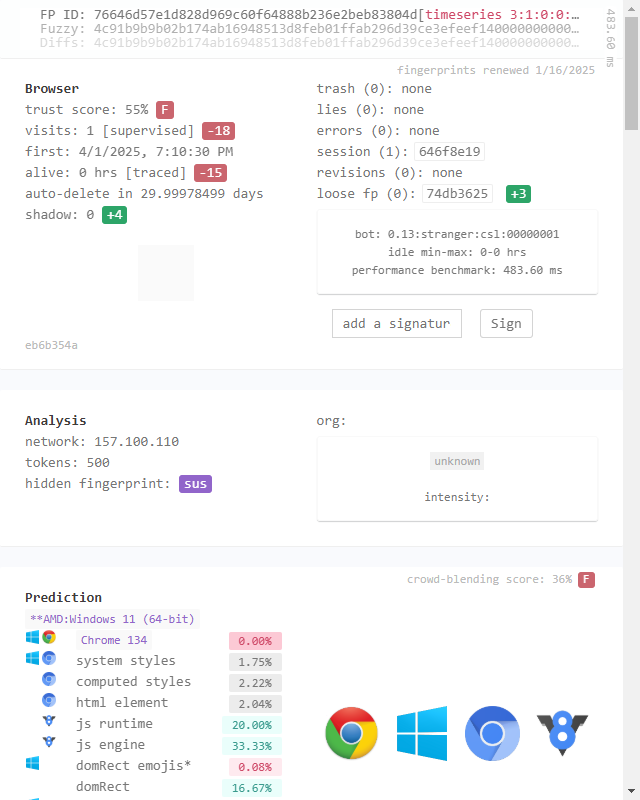 FP ID: 76646d57e1d828d969c60f64888b236e2beb83804d[timeseries 3:1:0:0:…
Fuzzy: 4c91b9b9b02b174ab16948513d8feb01ffab296d39ce3efeef140000000000…
Diffs: 4c91b9b9b02b174ab16948513d8feb01ffab296d39ce3efeef140000000000…
483.60 ms
fingerprints renewed 1/16/2025
Browser
trust score: 55% F
visits: 1 [supervised] -18
first: 4/1/2025, 7:10:30 PM
alive: 0 hrs [traced] -15
auto-delete in 29.99978499 days
shadow: 0 +4
eb6b354a
trash (0): none
lies (0): none
errors (0): none
session (1): 646f8e19
revisions (0): none
loose fp (0): 74db3625 +3
bot: 0.13:stranger:csl:00000001
idle min-max: 0-0 hrs
performance benchmark: 483.60 ms
add a signatur Sign
Analysis
network: 157.100.110
tokens: 500
hidden fingerprint: sus
org:
unknown
intensity:
crowd-blending score: 36% F
Prediction
**AMD:Windows 11 (64-bit)
Chrome 134 0.00%
system styles 1.75%
computed styles 2.22%
html element 2.04%
js runtime 20.00%
js engine 33.33%
domRect emojis* 0.08%
domRect 16.67%